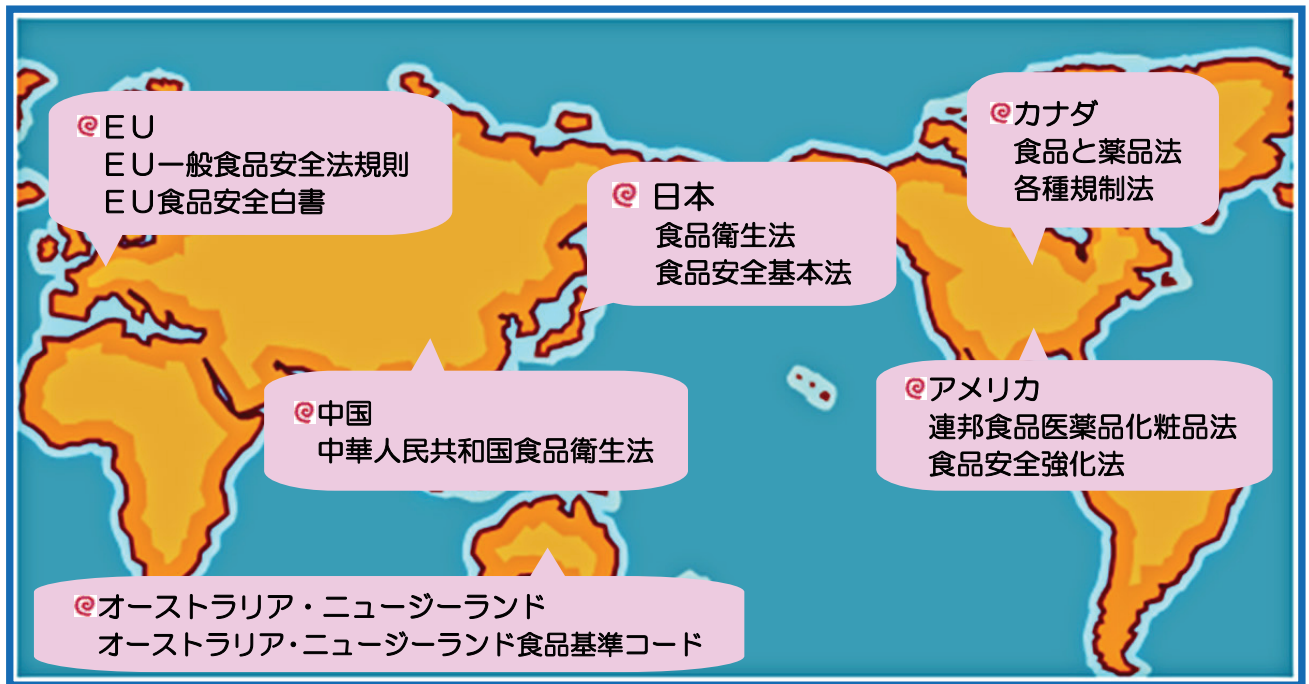 EU
EU一般食品安全法規則
EU食品安全白書
日本
食品衛生法
食品安全基本法
カナダ
食品と薬品法
各種規制法
中国
中華人民共和国食品衛生法
アメリカ
連邦食品医薬品化粧品法
食品安全強化法
オーストラリア・ニュージーランド
オーストラリア・ニュージーランド食品基準コード